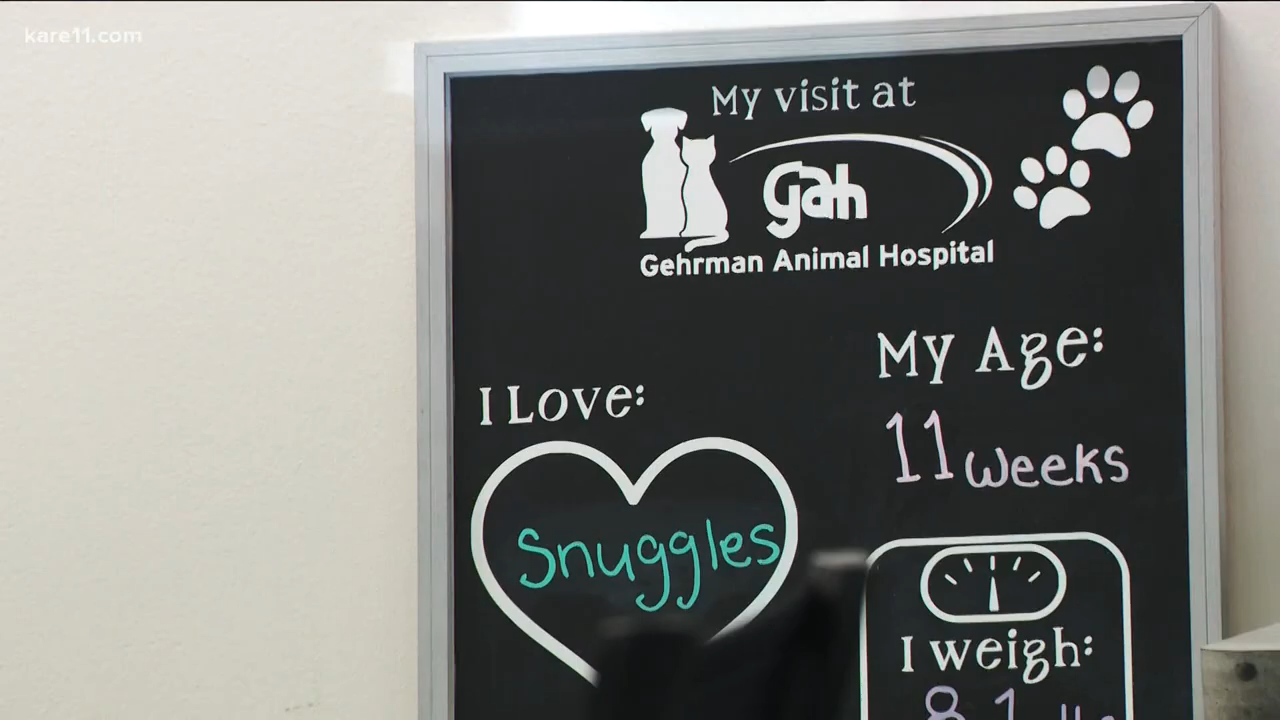 kare11.com
My visit at
gah
Gehrman Animal Hospital
My Age:
11 weeks
I Love:
Snuggles
I weigh: